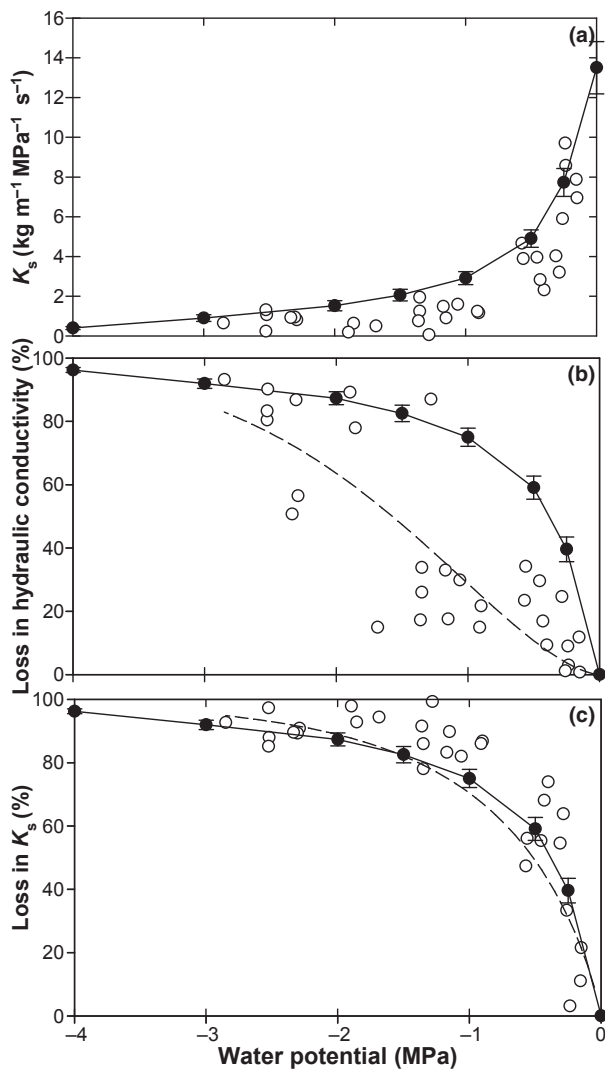 (a)
16
14
12
10
8
6
4
2
0
Kₛ (kg m⁻¹ MPa⁻¹ s⁻¹)
(b)
100
80
60
40
20
0
Loss in hydraulic conductivity (%)
(c)
100
80
60
40
20
0
Loss in Kₛ (%)
–4 –3 –2 –1 0
Water potential (MPa)